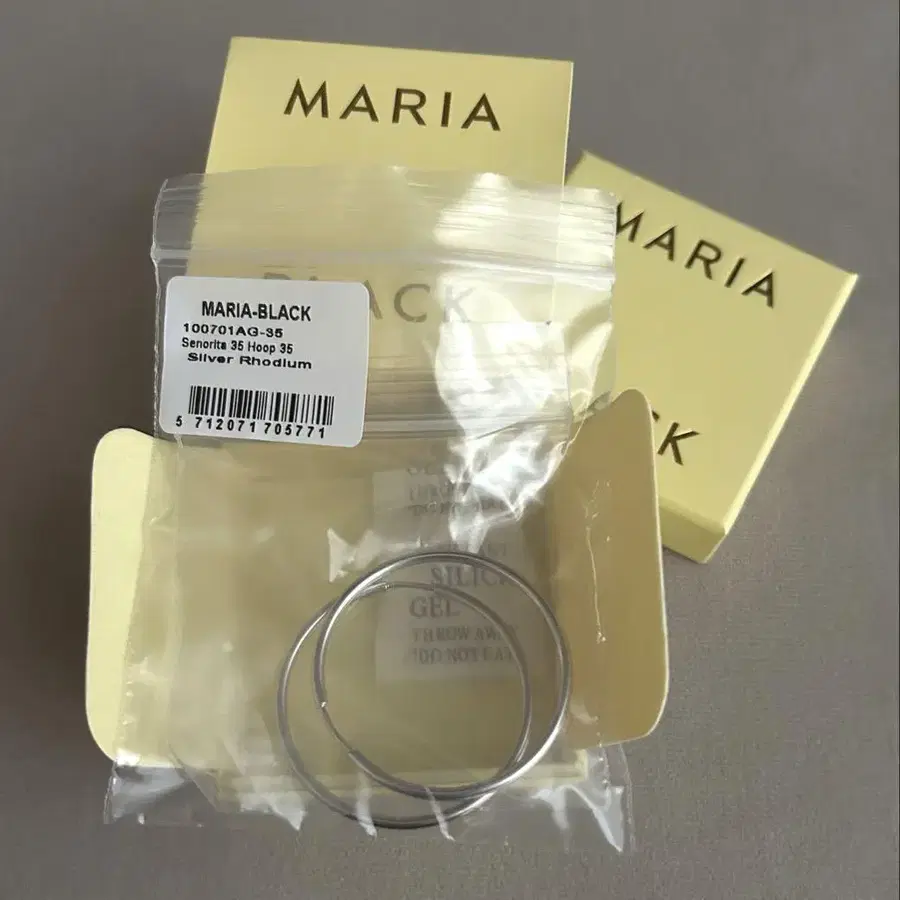 MARIA
BLACK
MARIA
CK
MARIA-BLACK
100701AG-35
Senorita 35 Hoop 35
Silver Rhodium
5 712071 705771
SILICA
GEL
THROW AWAY
DO NOT EAT